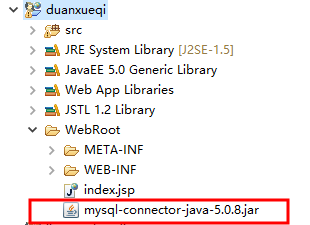 duanxueqi
src
JRE System Library [J2SE-1.5]
JavaEE 5.0 Generic Library
Web App Libraries
JSTL 1.2 Library
WebRoot
META-INF
WEB-INF
index.jsp
mysql-connector-java-5.0.8.jar